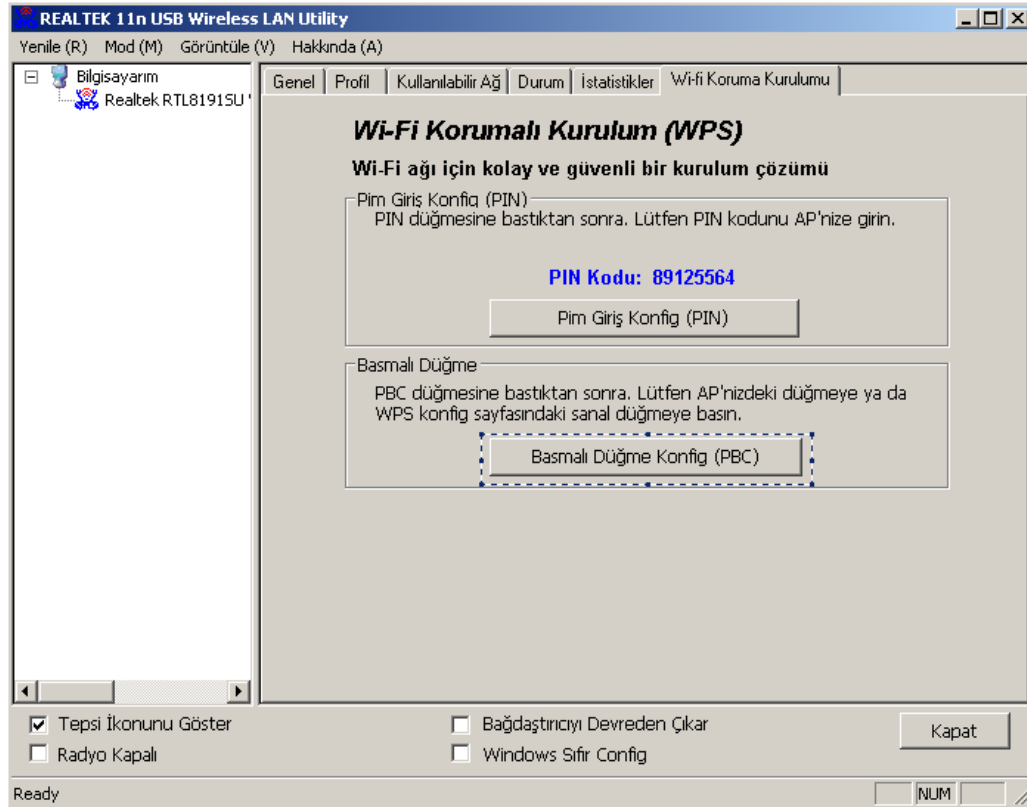 REALTEK 11n USB Wireless LAN Utility
Yenile (R) Mod (M) Görüntüle (V) Hakkında (A)
Bilgisayarım
Realtek RTL8191SU '
Genel Profil Kullanılabilir Ağ Durum İstatistikler Wi-fi Koruma Kurulumu
Wi-Fi Korumalı Kurulum (WPS)
Wi-Fi ağı için kolay ve güvenli bir kurulum çözümü
Pim Giriş Konfig (PIN)
PIN düğmesine bastıktan sonra. Lütfen PIN kodunu AP'nize girin.
PIN Kodu: 89125564
Pim Giriş Konfig (PIN)
Basmalı Düğme
PBC düğmesine bastıktan sonra. Lütfen AP'nizdeki düğmeye ya da
WPS konfig sayfasındaki sanal düğmeye basın.
Basmalı Düğme Konfig (PBC)
Tepsi İkonunu Göster
Bağdaştırıcıyı Devreden Çıkar
Radyo Kapalı
Windows Sıfır Config
Kapat
Ready
NUM